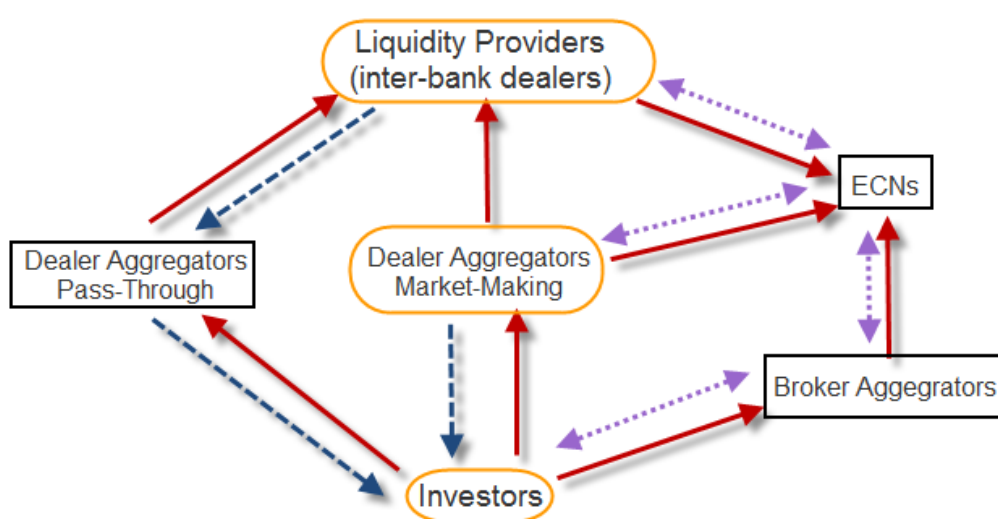 Liquidity Providers
(inter-bank dealers)
ECNs
Dealer Aggregators
Pass-Through
Dealer Aggregators
Market-Making
Broker Aggegrators
Investors